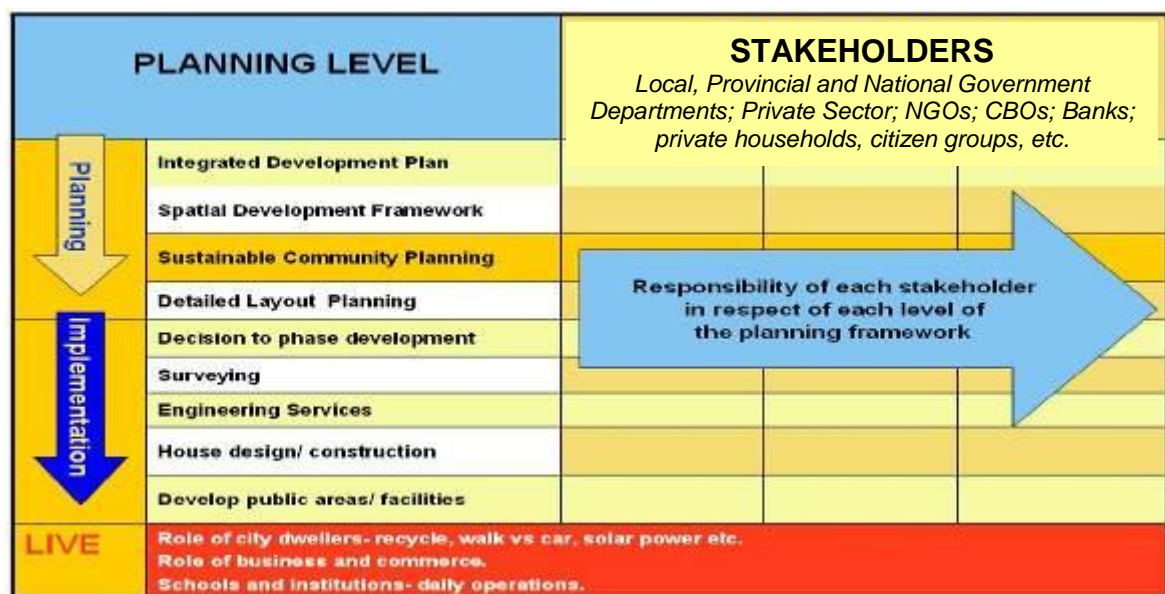 PLANNING LEVEL
STAKEHOLDERS
Local, Provincial and National Government
Departments; Private Sector; NGOs; CBOs; Banks;
private households, citizen groups, etc.
Planning
Integrated Development Plan
Spatial Development Framework
Sustainable Community Planning
Detailed Layout Planning
Responsibility of each stakeholder
in respect of each level of
the planning framework
Implementation
Decision to phase development
Surveying
Engineering Services
House design/ construction
Develop public areas/ facilities
LIVE
Role of city dwellers- recycle, walk vs car, solar power etc.
Role of business and commerce.
Schools and institutions- daily operations.